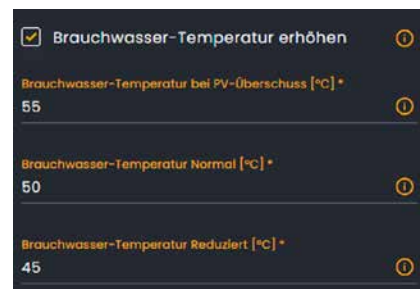 Brauchwasser-Temperatur erhöhen
Brauchwasser-Temperatur bei PV-Überschuss [°C] *
55
Brauchwasser-Temperatur Normal [°C] *
50
Brauchwasser-Temperatur Reduziert [°C] *
45